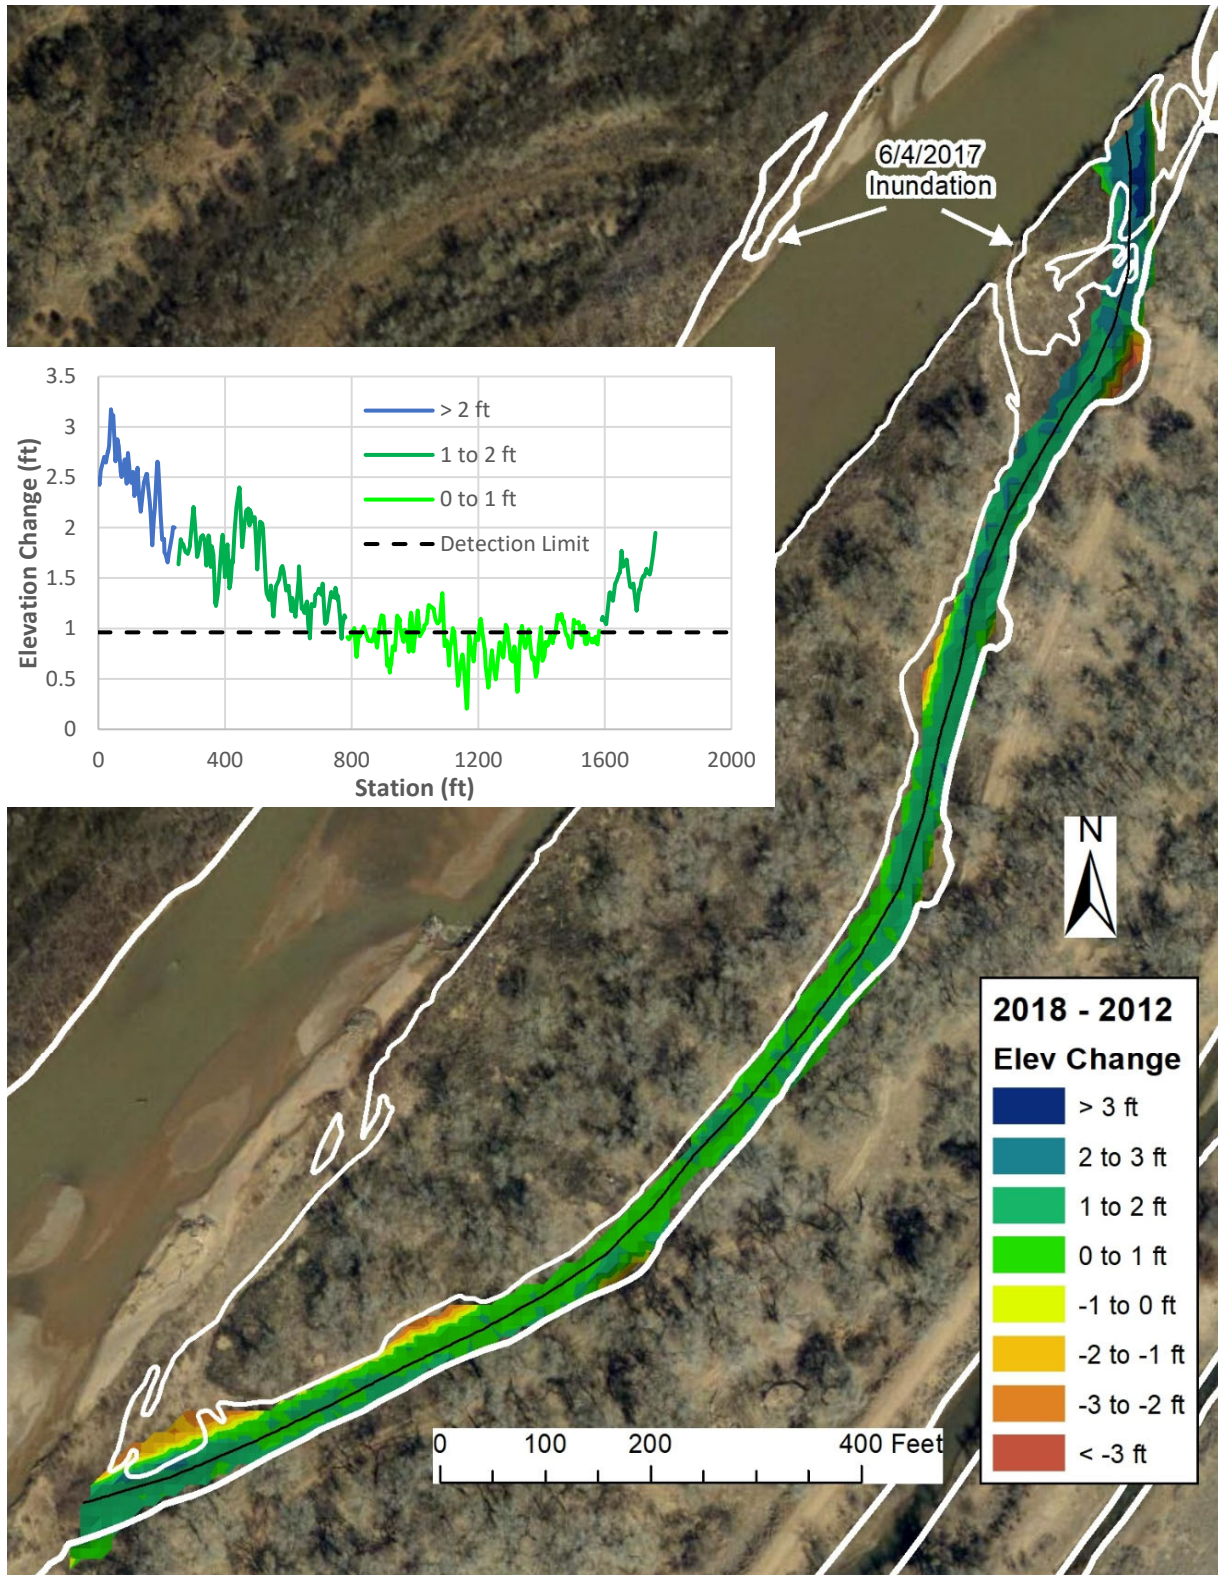 6/4/2017
Inundation
3.5
3
2.5
2
1.5
1
0.5
0
Elevation Change (ft)
> 2 ft
1 to 2 ft
0 to 1 ft
Detection Limit
0 400 800 1200 1600 2000
Station (ft)
N
2018 - 2012
Elev Change
> 3 ft
2 to 3 ft
1 to 2 ft
0 to 1 ft
-1 to 0 ft
-2 to -1 ft
-3 to -2 ft
< -3 ft
0 100 200 400 Feet